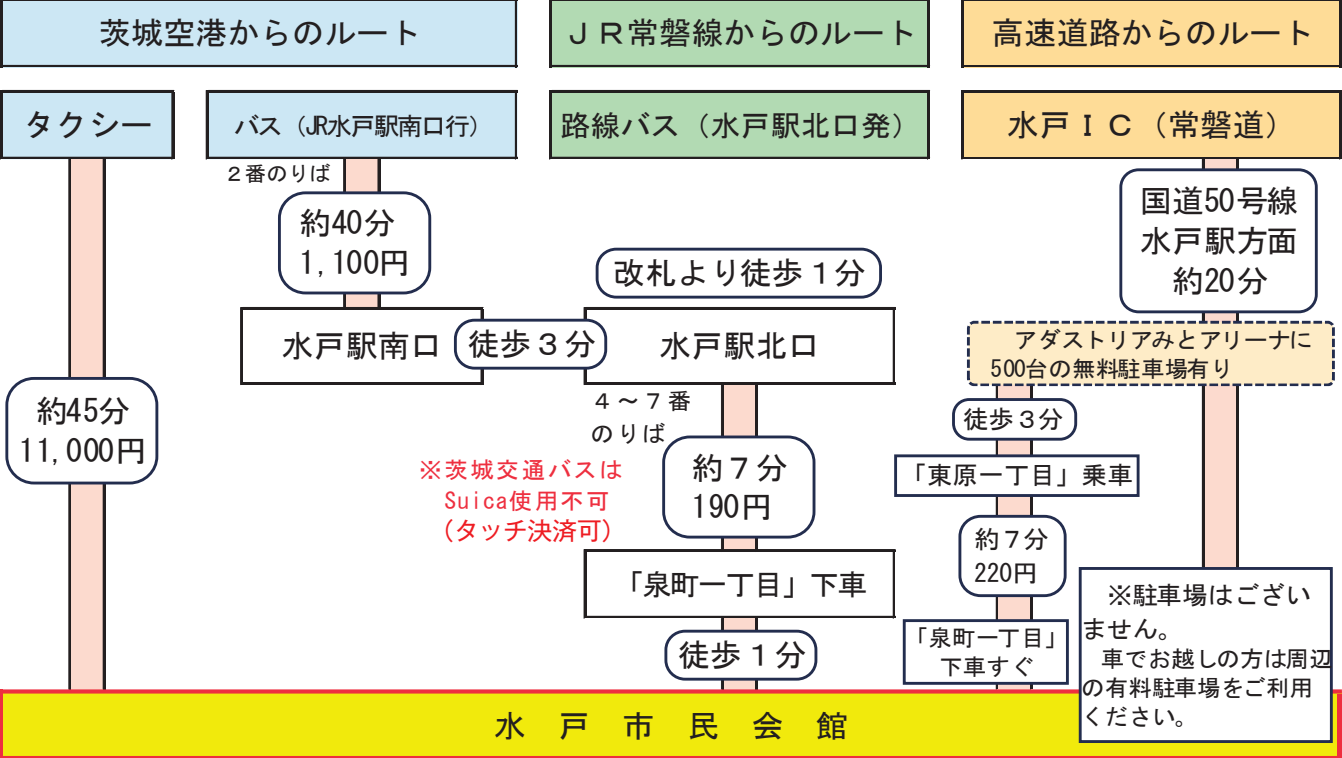 茨城空港からのルート
タクシー
約45分
11,000円
バス（JR水戸駅南口行）
２番のりば
約40分
1,100円
水戸駅南口
徒歩３分
ＪＲ常磐線からのルート
路線バス（水戸駅北口発）
改札より徒歩１分
水戸駅北口
４～７番
のりば
※茨城交通バスは
Suica使用不可
(タッチ決済可)
約７分
190円
「泉町一丁目」下車
徒歩１分
高速道路からのルート
水戸ＩＣ（常磐道）
国道50号線
水戸駅方面
約20分
アダストリアみとアリーナに
500台の無料駐車場有り
徒歩３分
「東原一丁目」乗車
約７分
220円
「泉町一丁目」
下車すぐ
※駐車場はござい
ません。
車でお越しの方は周辺
の有料駐車場をご利用
ください。
水戸市民会館